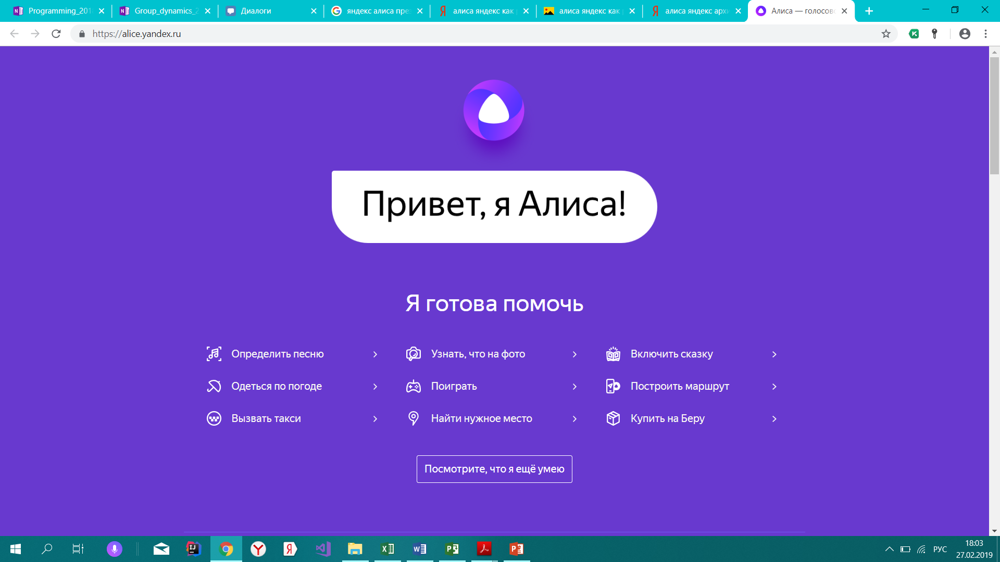 Programming_201
Group_dynamics_2
Диалоги
яндекс алиса през
алиса яндекс как
алиса яндекс как
алиса яндекс архи
Алиса — голосово
https://alice.yandex.ru
Привет, я Алиса!
Я готова помочь
Определить песню
Узнать, что на фото
Включить сказку
Одеться по погоде
Поиграть
Построить маршрут
Вызвать такси
Найти нужное место
Купить на Беру
Посмотрите, что я ещё умею
РУС
18:03
27.02.2019